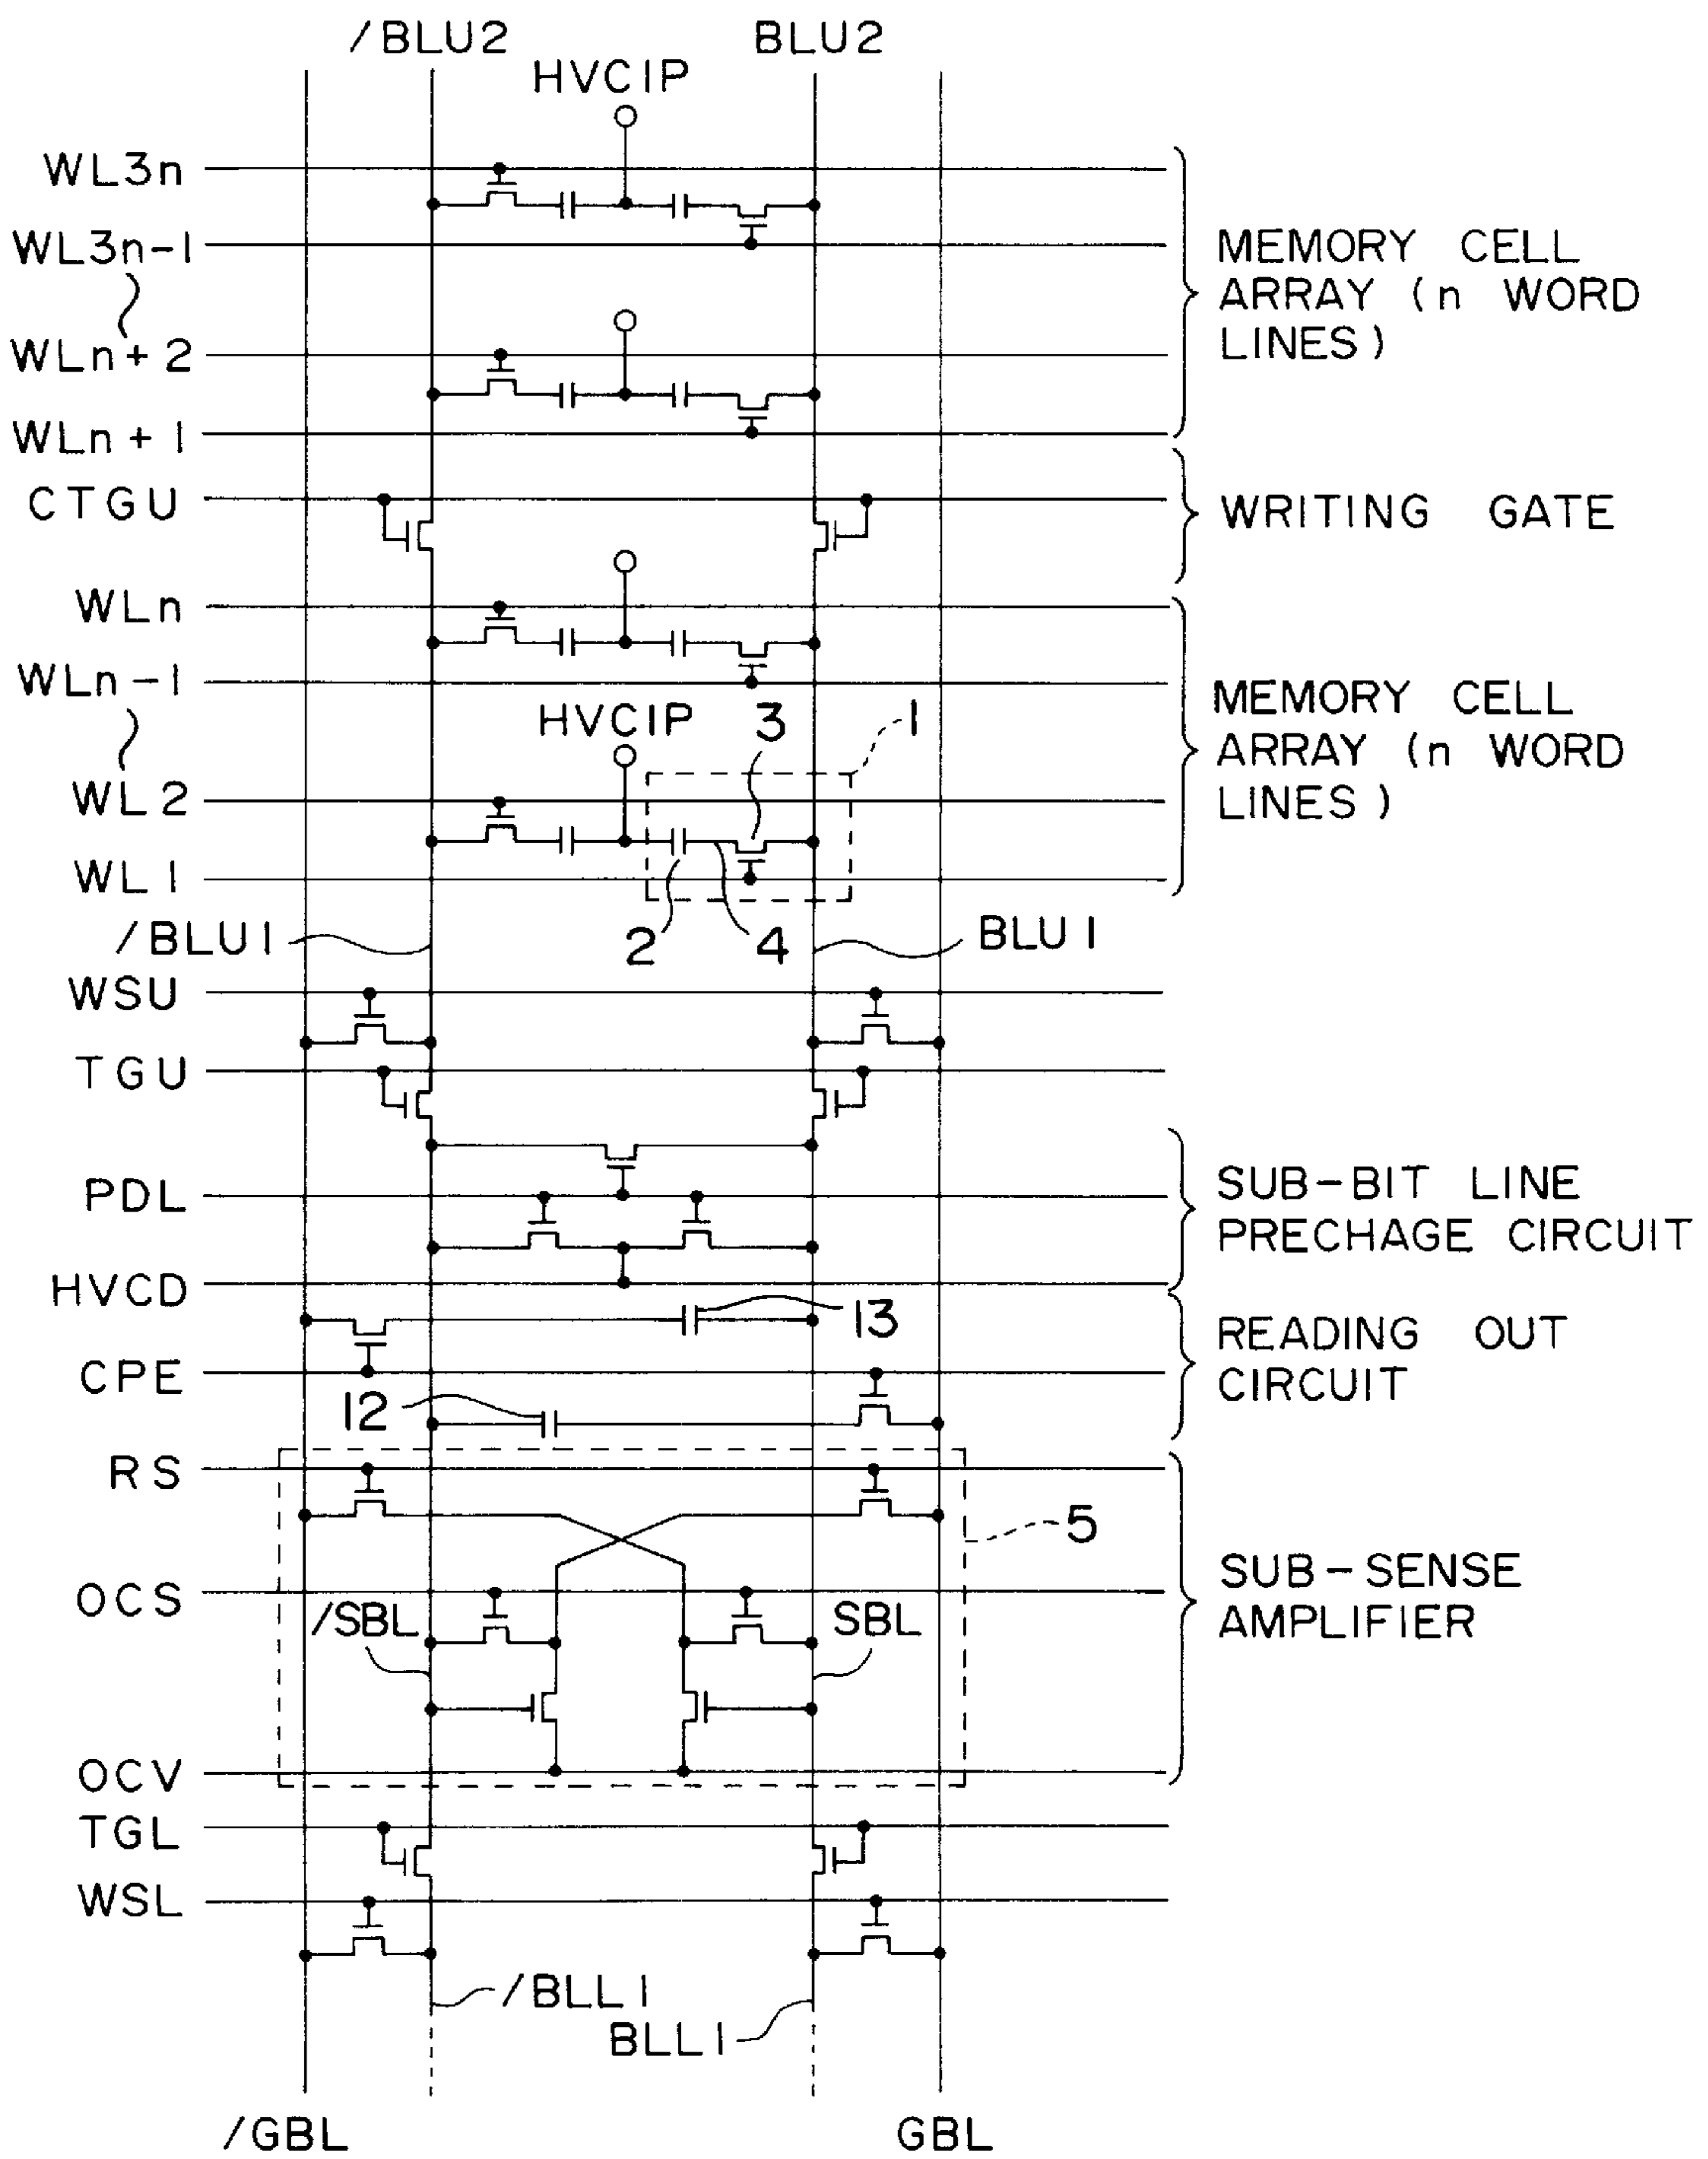 /BLU2
BLU2
HVCIP
WL3n
WL3n-1
MEMORY CELL
ARRAY (n WORD
LINES)
WLn+2
WLn+1
CTGU
WRITING GATE
WLn
WLn-1
MEMORY CELL
ARRAY (n WORD
LINES)
HVCIP
3
1
WL2
WL1
2
4
/BLU1
BLU1
WSU
TGU
PDL
SUB-BIT LINE
PRECHAGE CIRCUIT
HVCD
13
READING OUT
CIRCUIT
CPE
12
RS
5
OCS
/SBL
SBL
SUB-SENSE
AMPLIFIER
OCV
TGL
WSL
/BLL1
BLL1
/GBL
GBL